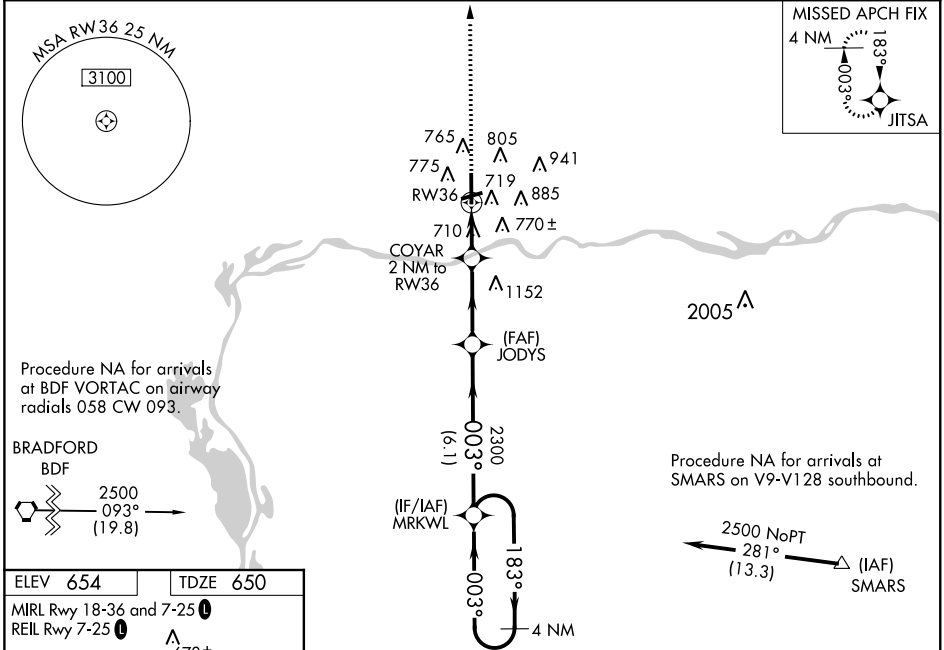 MSA RW36 25 NM
3100
MISSED APCH FIX
4 NM
183°
003°
JITSA
765
805
941
775
719
885
RW36
710
770±
COYAR
2 NM to
RW36
1152
2005
(FAF)
JODYS
Procedure NA for arrivals
at BDF VORTAC on airway
radials 058 CW 093.
BRADFORD
BDF
2500
093°
(19.8)
2300
003°
(6.1)
Procedure NA for arrivals at
SMARS on V9-V128 southbound.
(IF/IAF)
MRKWL
2500 NoPT
281°
(13.3)
(IAF)
SMARS
183°
003°
4 NM
ELEV 654
TDZE 650
MIRL Rwy 18-36 and 7-25 L
REIL Rwy 7-25 L